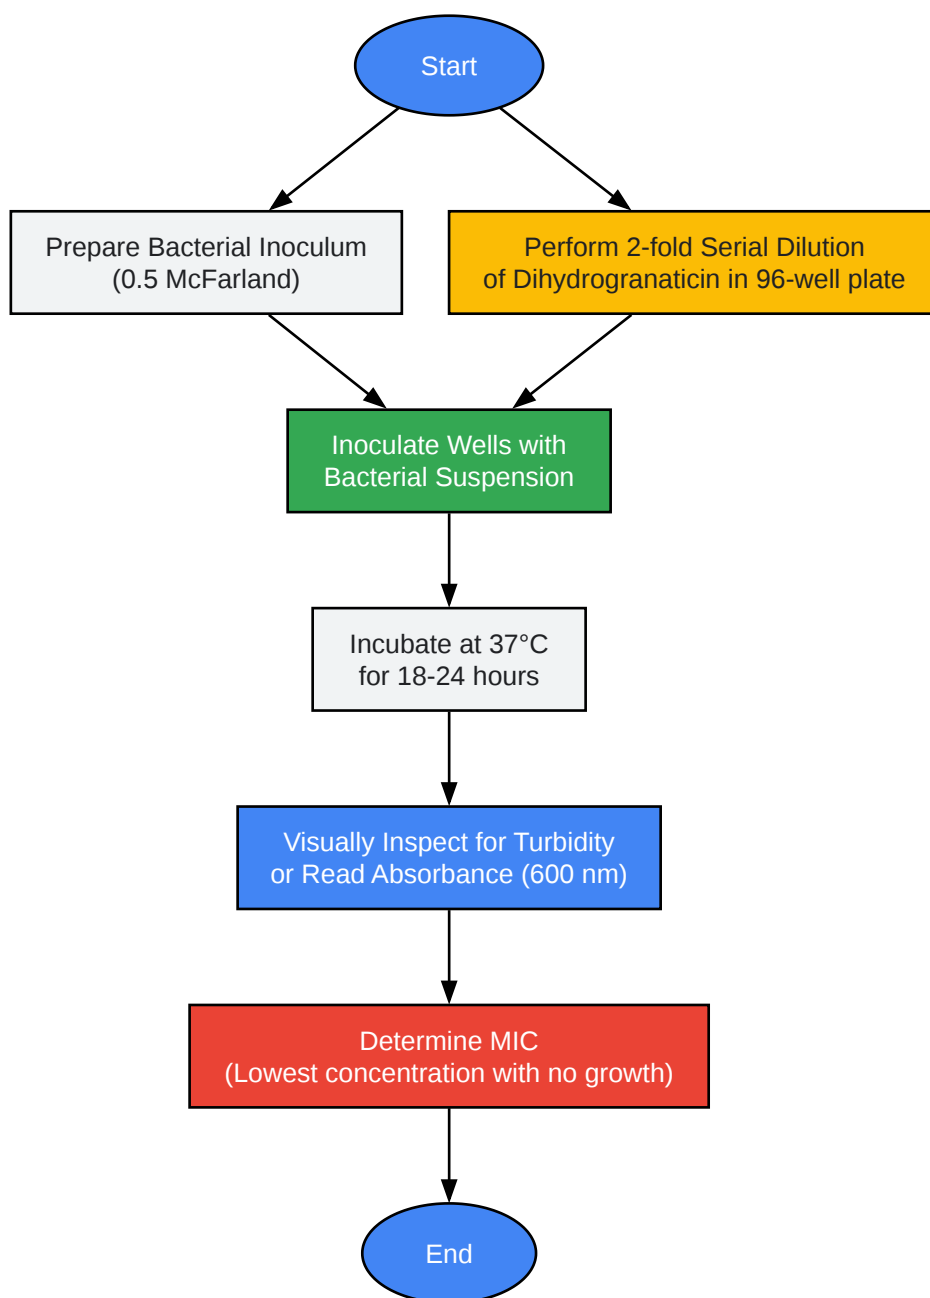 Start
Prepare Bacterial Inoculum
(0.5 McFarland)
Perform 2-fold Serial Dilution
of Dihydrogranaticin in 96-well plate
Inoculate Wells with
Bacterial Suspension
Incubate at 37°C
for 18-24 hours
Visually Inspect for Turbidity
or Read Absorbance (600 nm)
Determine MIC
(Lowest concentration with no growth)
End